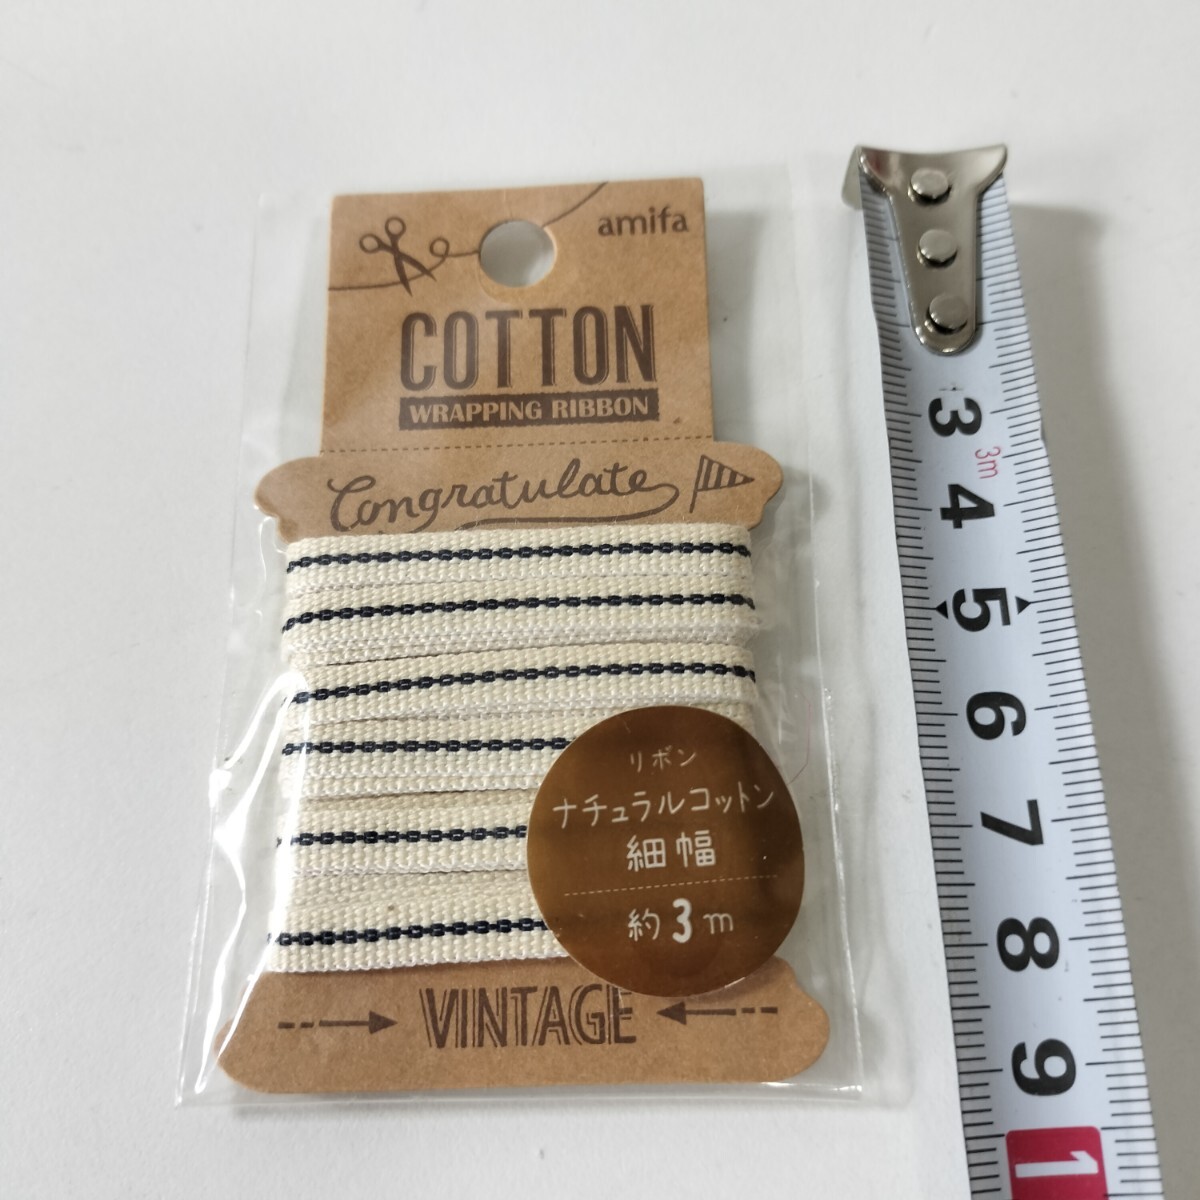 amifa
COTTON
WRAPPING RIBBON
Congratulate
リボン
ナチュラルコットン
細幅
約3m
VINTAGE
3
3m
4
5
6
7
8
9
1